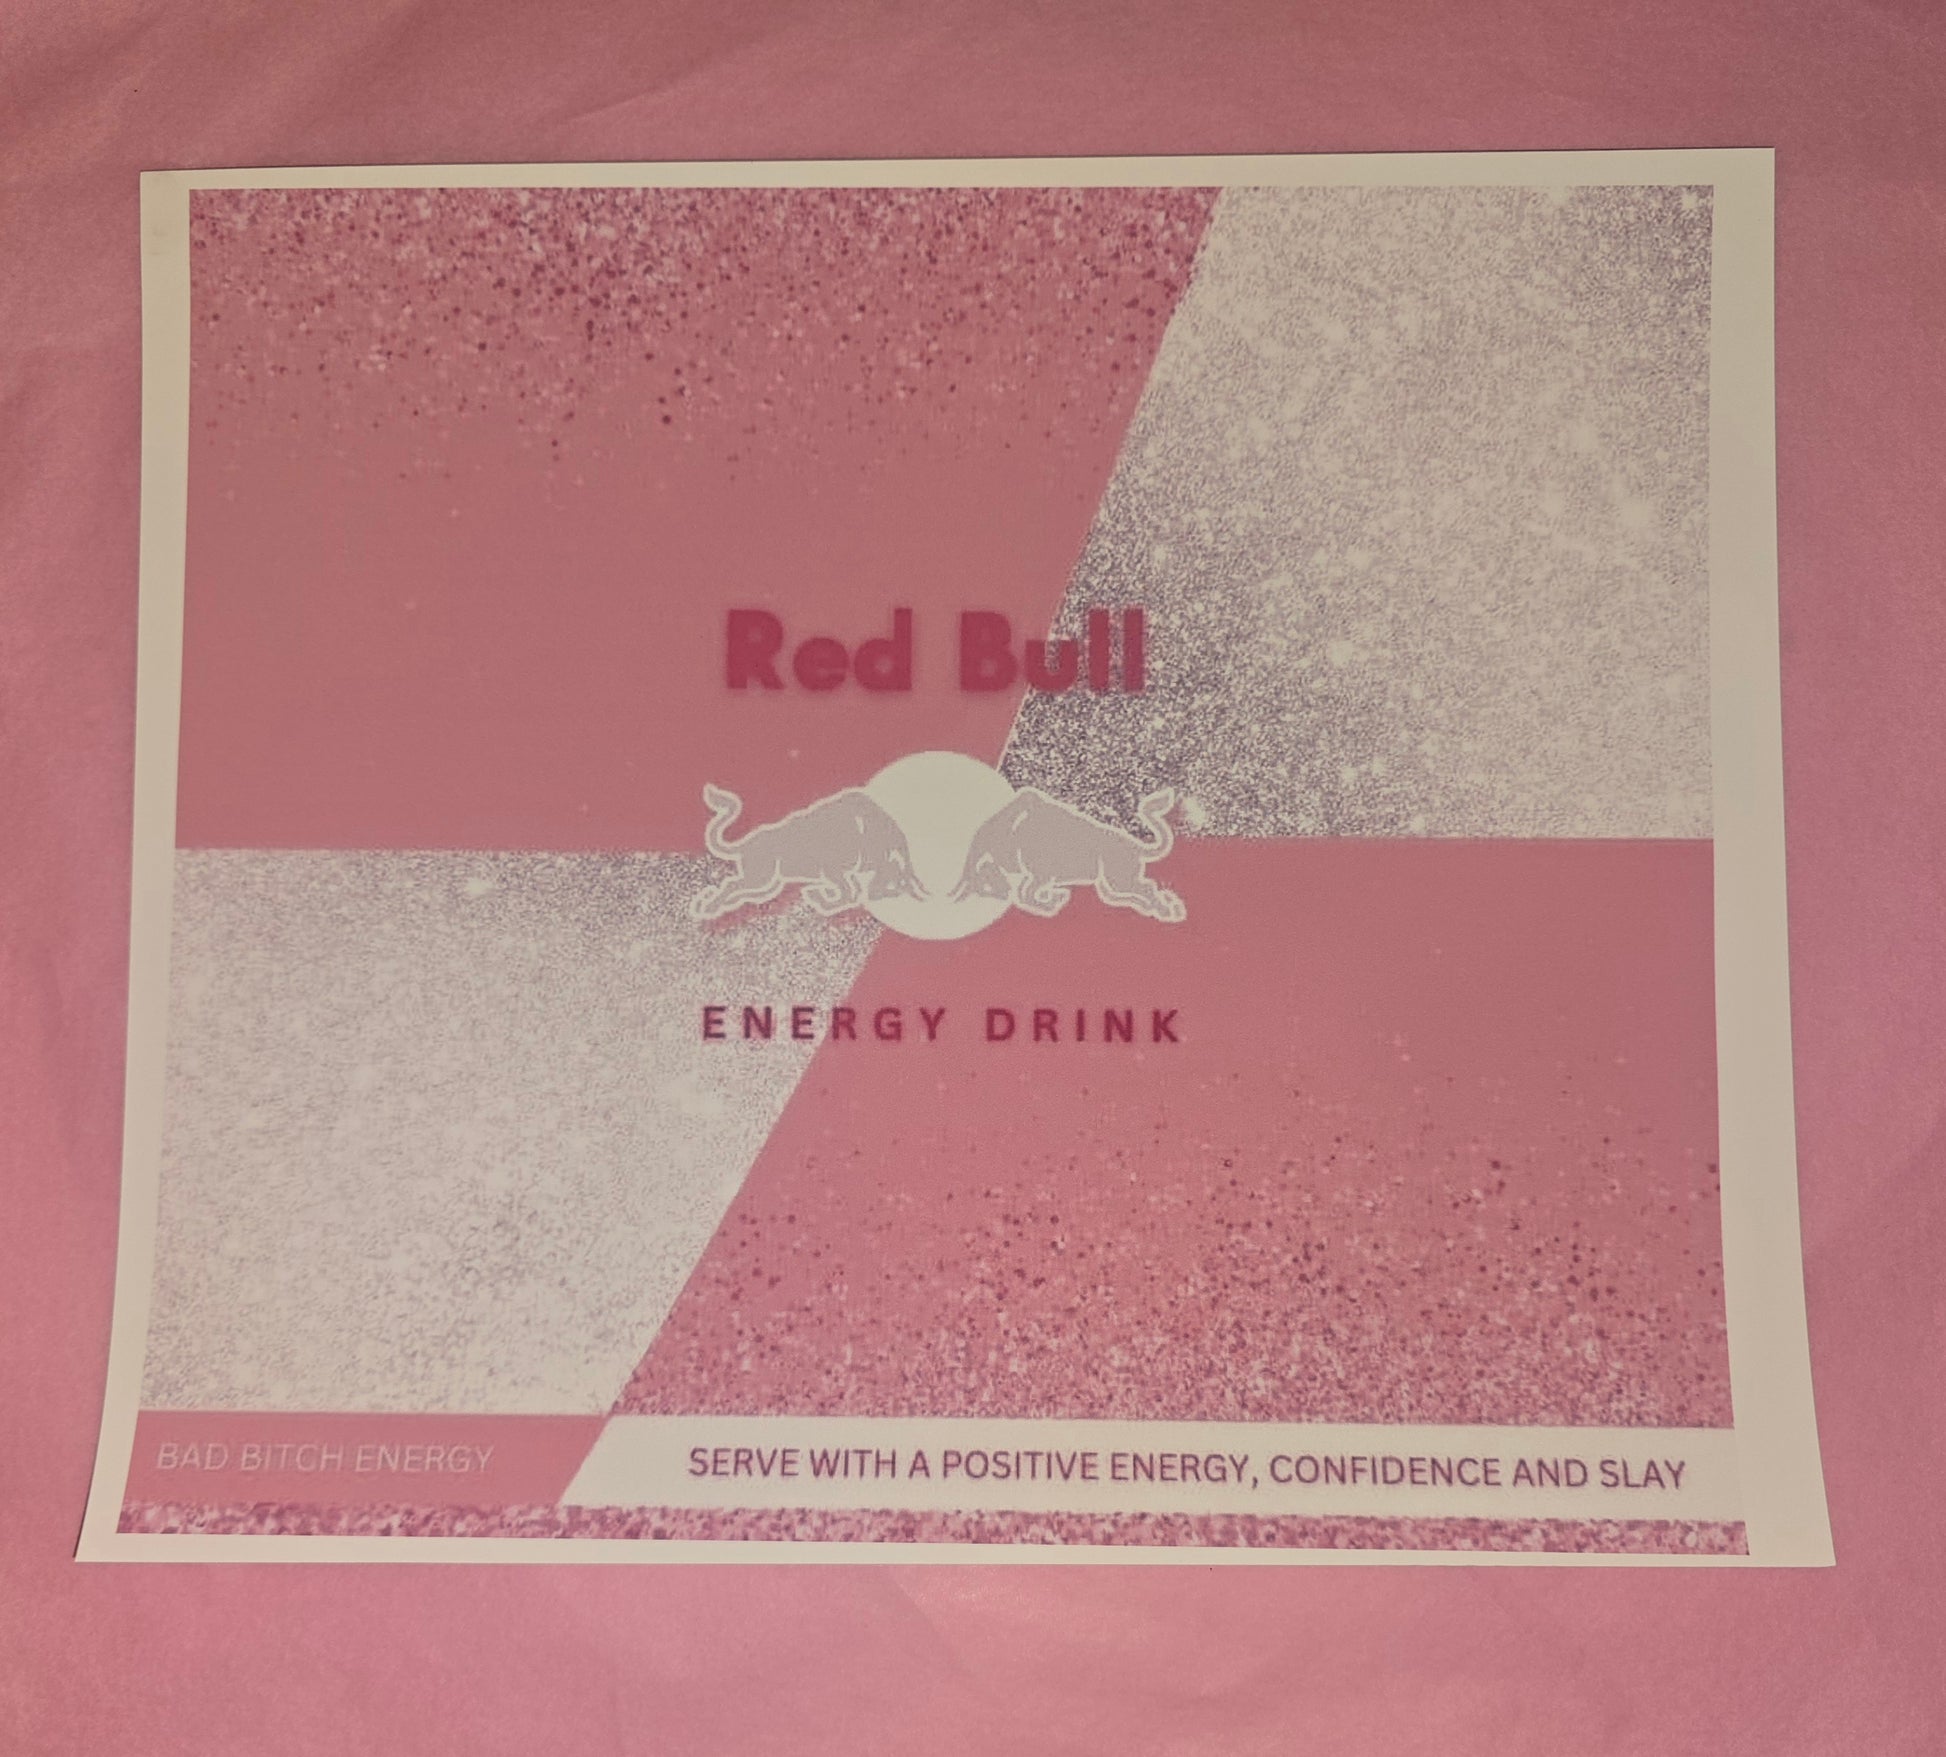 Red Bull
ENERGY DRINK
BAD BITCH ENERGY
SERVE WITH A POSITIVE ENERGY, CONFIDENCE AND SLAY